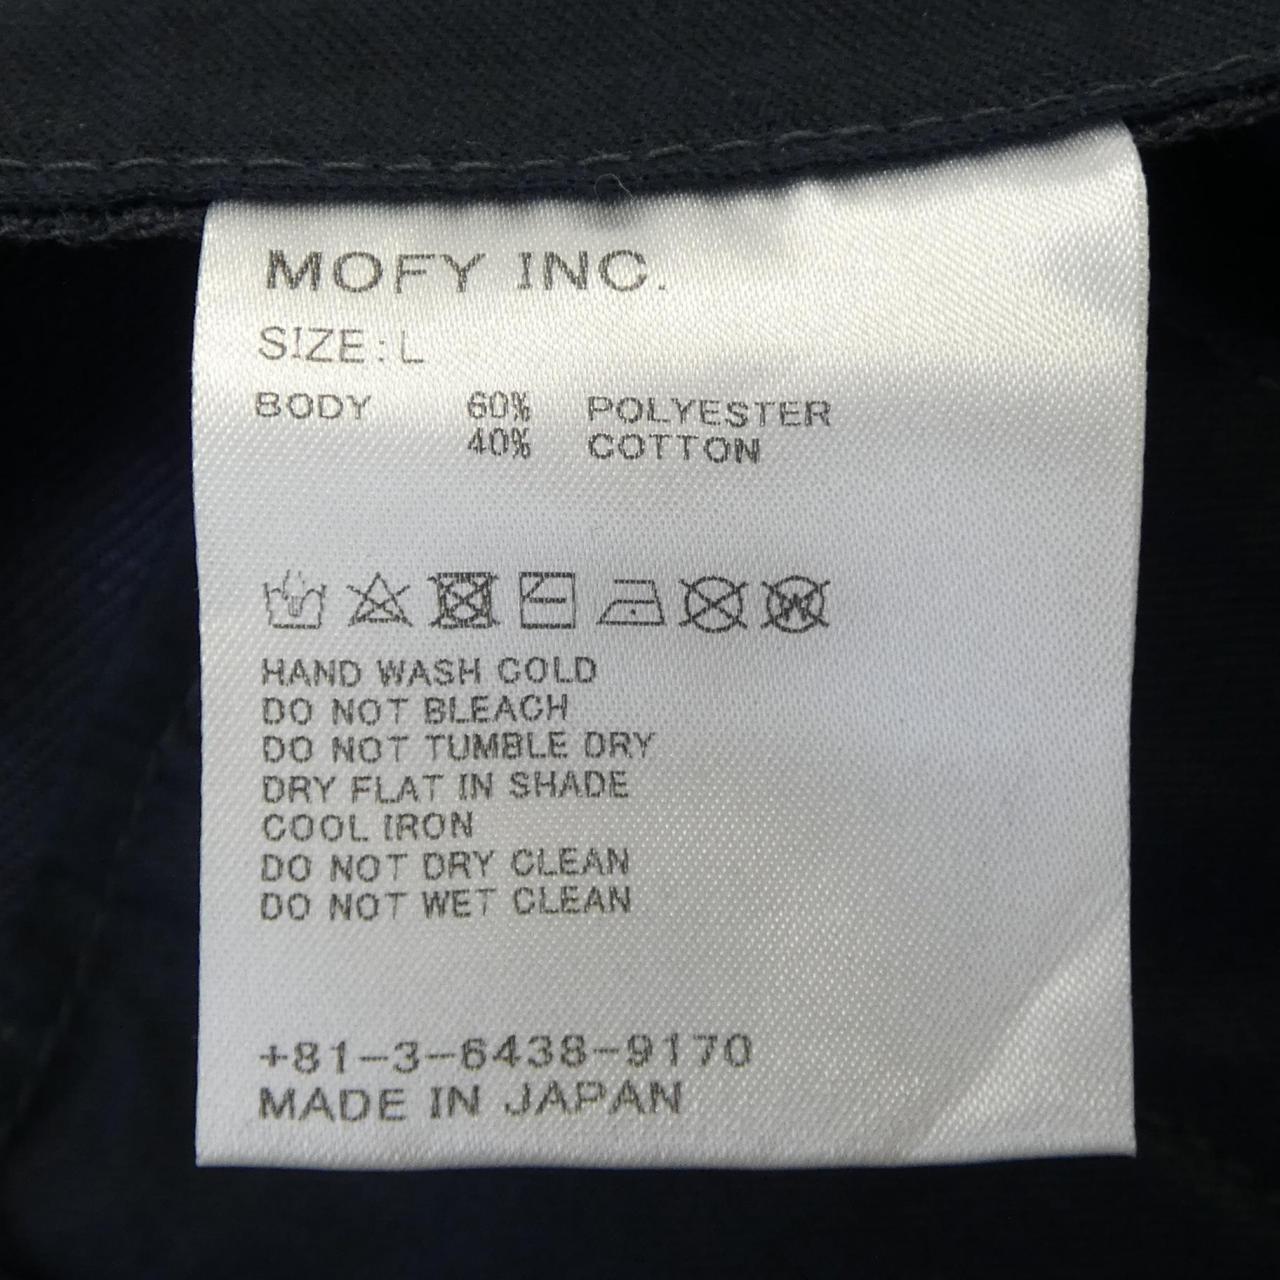 MOFY INC.
SIZE:L
BODY 60% POLYESTER
40% COTTON
W
HAND WASH COLD
DO NOT BLEACH
DO NOT TUMBLE DRY
DRY FLAT IN SHADE
COOL IRON
DO NOT DRY CLEAN
DO NOT WET CLEAN
+81-3-6438-9170
MADE IN JAPAN